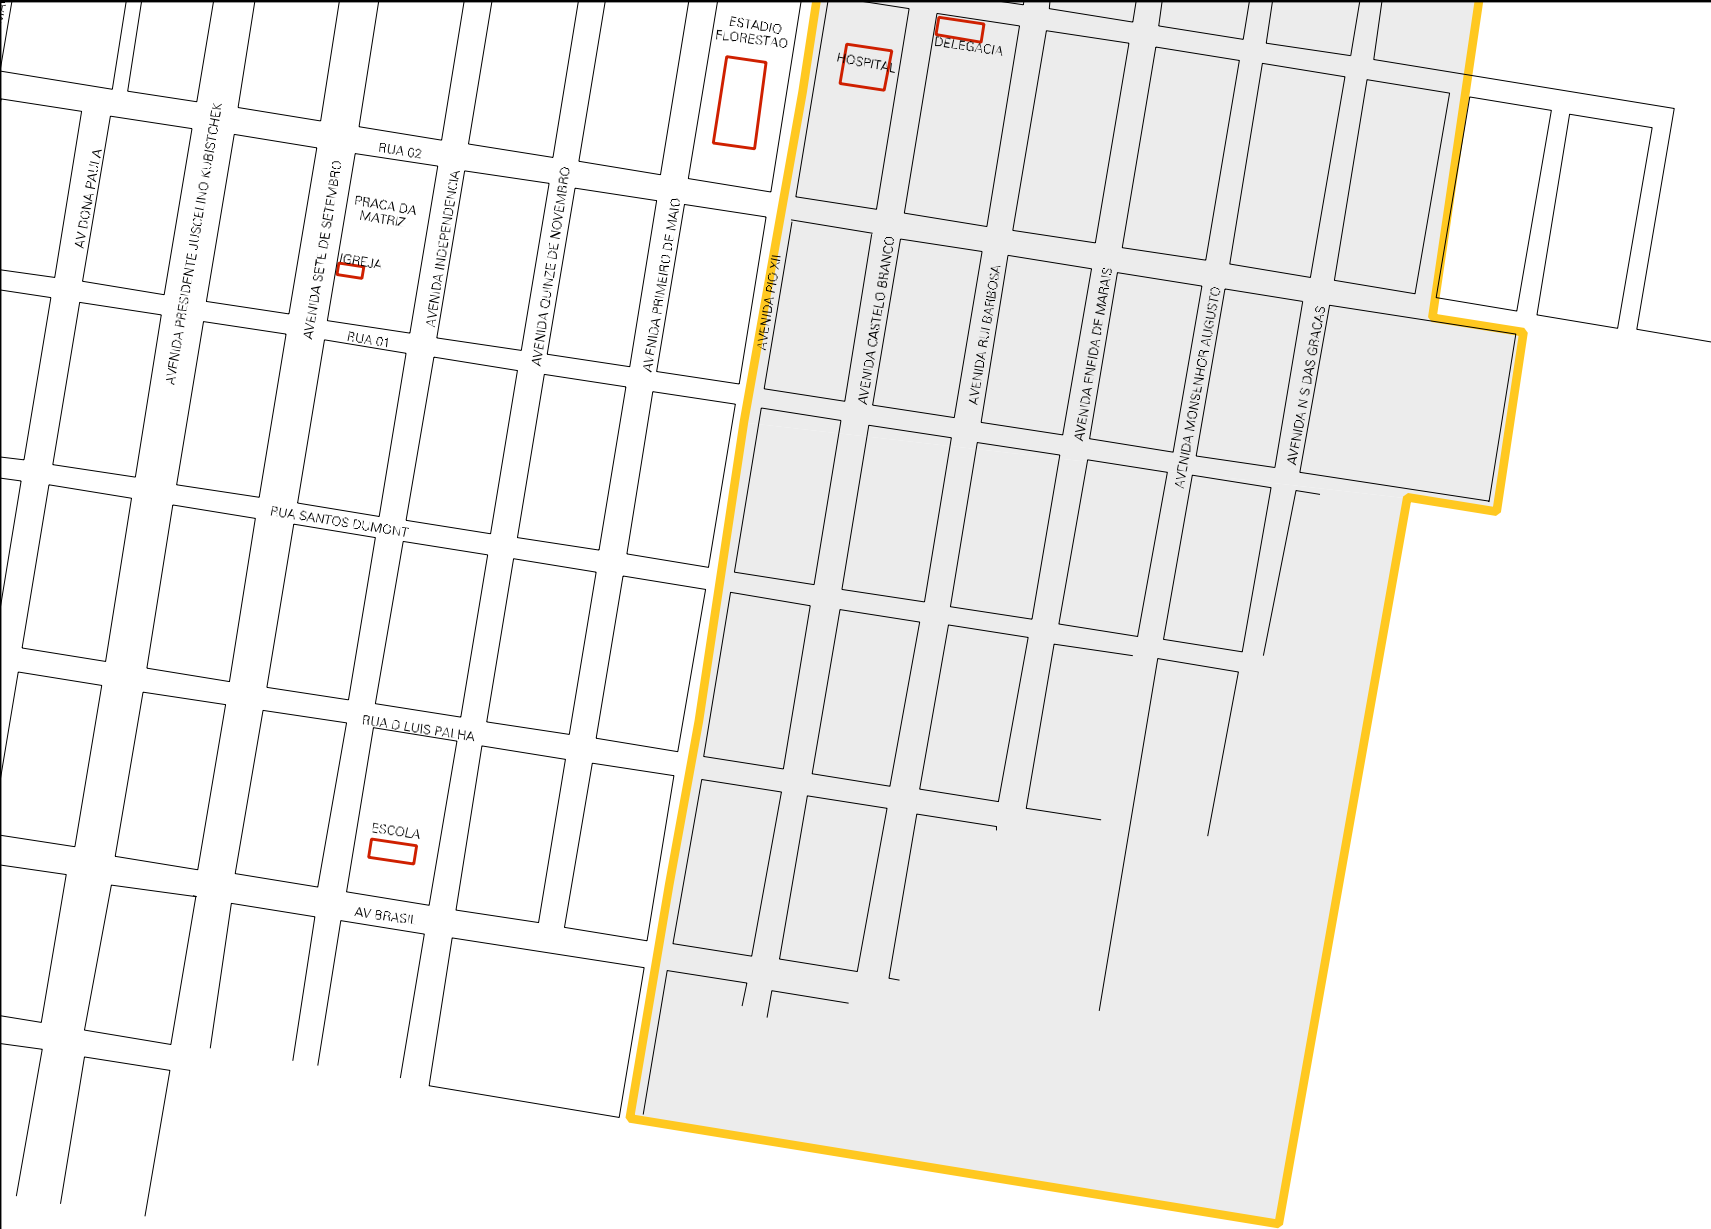 ESTADIO
FLORESTAO
DELEGACIA
HOSPITAL
RUA 02
PRACA DA
MATRIZ
IGREJA
RUA 01
AV DONA PAULA
AVENIDA PRESIDENTE JUSCELINO KUBISTCHEK
AVENIDA SETE DE SETEMBRO
AVENIDA INDEPENDENCIA
AVENIDA QUINZE DE NOVEMBRO
AVENIDA PRIMEIRO DE MAIO
AVENIDA PIO XII
AVENIDA CASTELO BRANCO
AVENIDA RUI BARBOSA
AVENIDA ENEIDA DE MARAIS
AVENIDA MONSENHOR AUGUSTO
AVENIDA N S DAS GRACAS
RUA SANTOS DUMONT
RUA D LUIS PALHA
ESCOLA
AV BRASIL